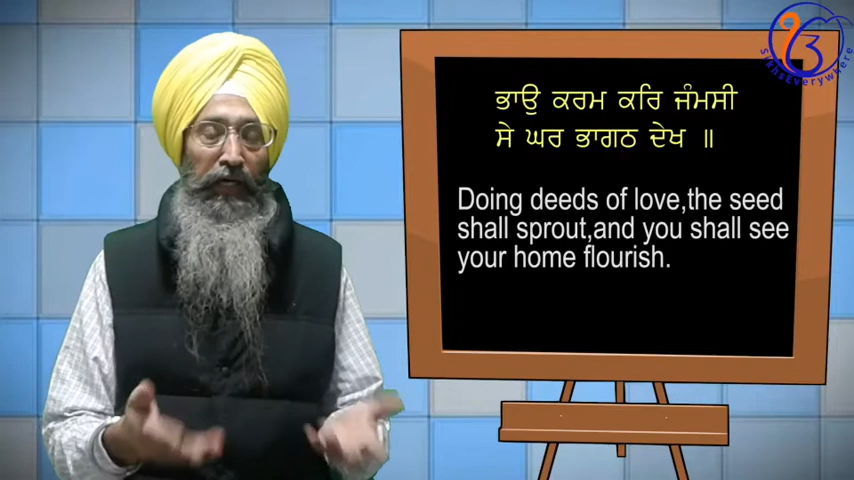 ਭਾਉ ਕਰਮ ਕਰਿ ਜੰਮਸੀ
ਸੇ ਘਰ ਭਾਗਠ ਦੇਖ ॥
Doing deeds of love,the seed
shall sprout,and you shall see
your home flourish.
SikhsEverywhere